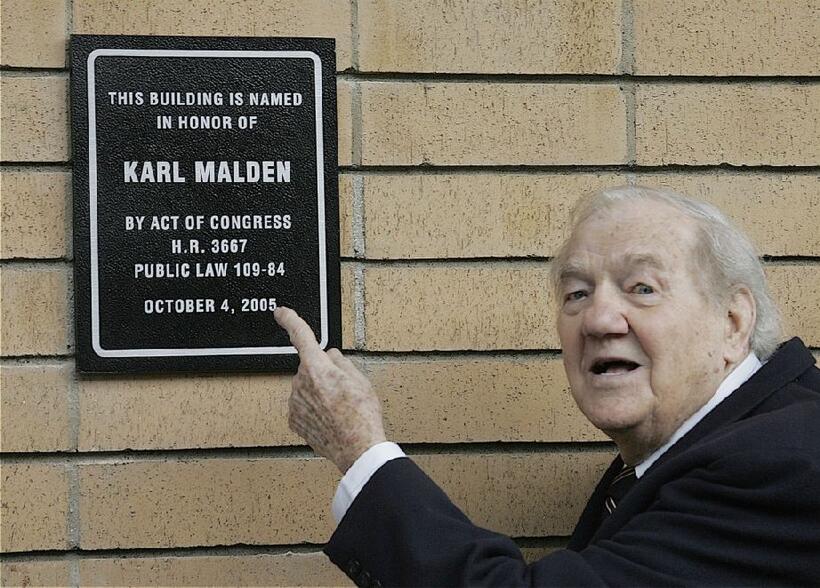 THIS BUILDING IS NAMED
IN HONOR OF
KARL MALDEN
BY ACT OF CONGRESS
H.R. 3667
PUBLIC LAW 109-84
OCTOBER 4, 2005